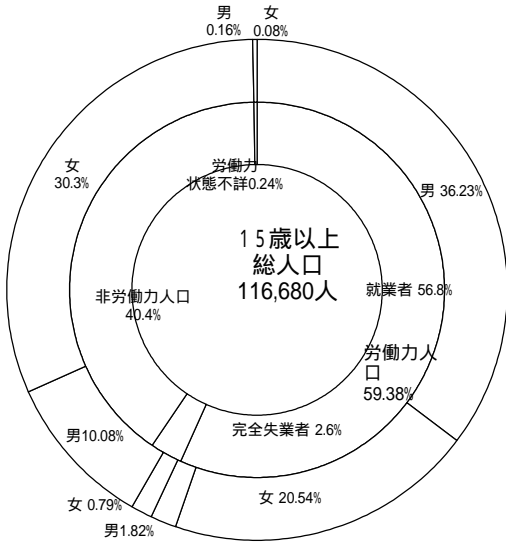 男
0.16%
女
0.08%
女
30.3%
労働力
状態不詳0.24%
男 36.23%
15歳以上
総人口
116,680人
非労働力人口
40.4%
就業者 56.8%
労働力人
口
59.38%
完全失業者 2.6%
男10.08%
女 20.54%
女 0.79%
男1.82%